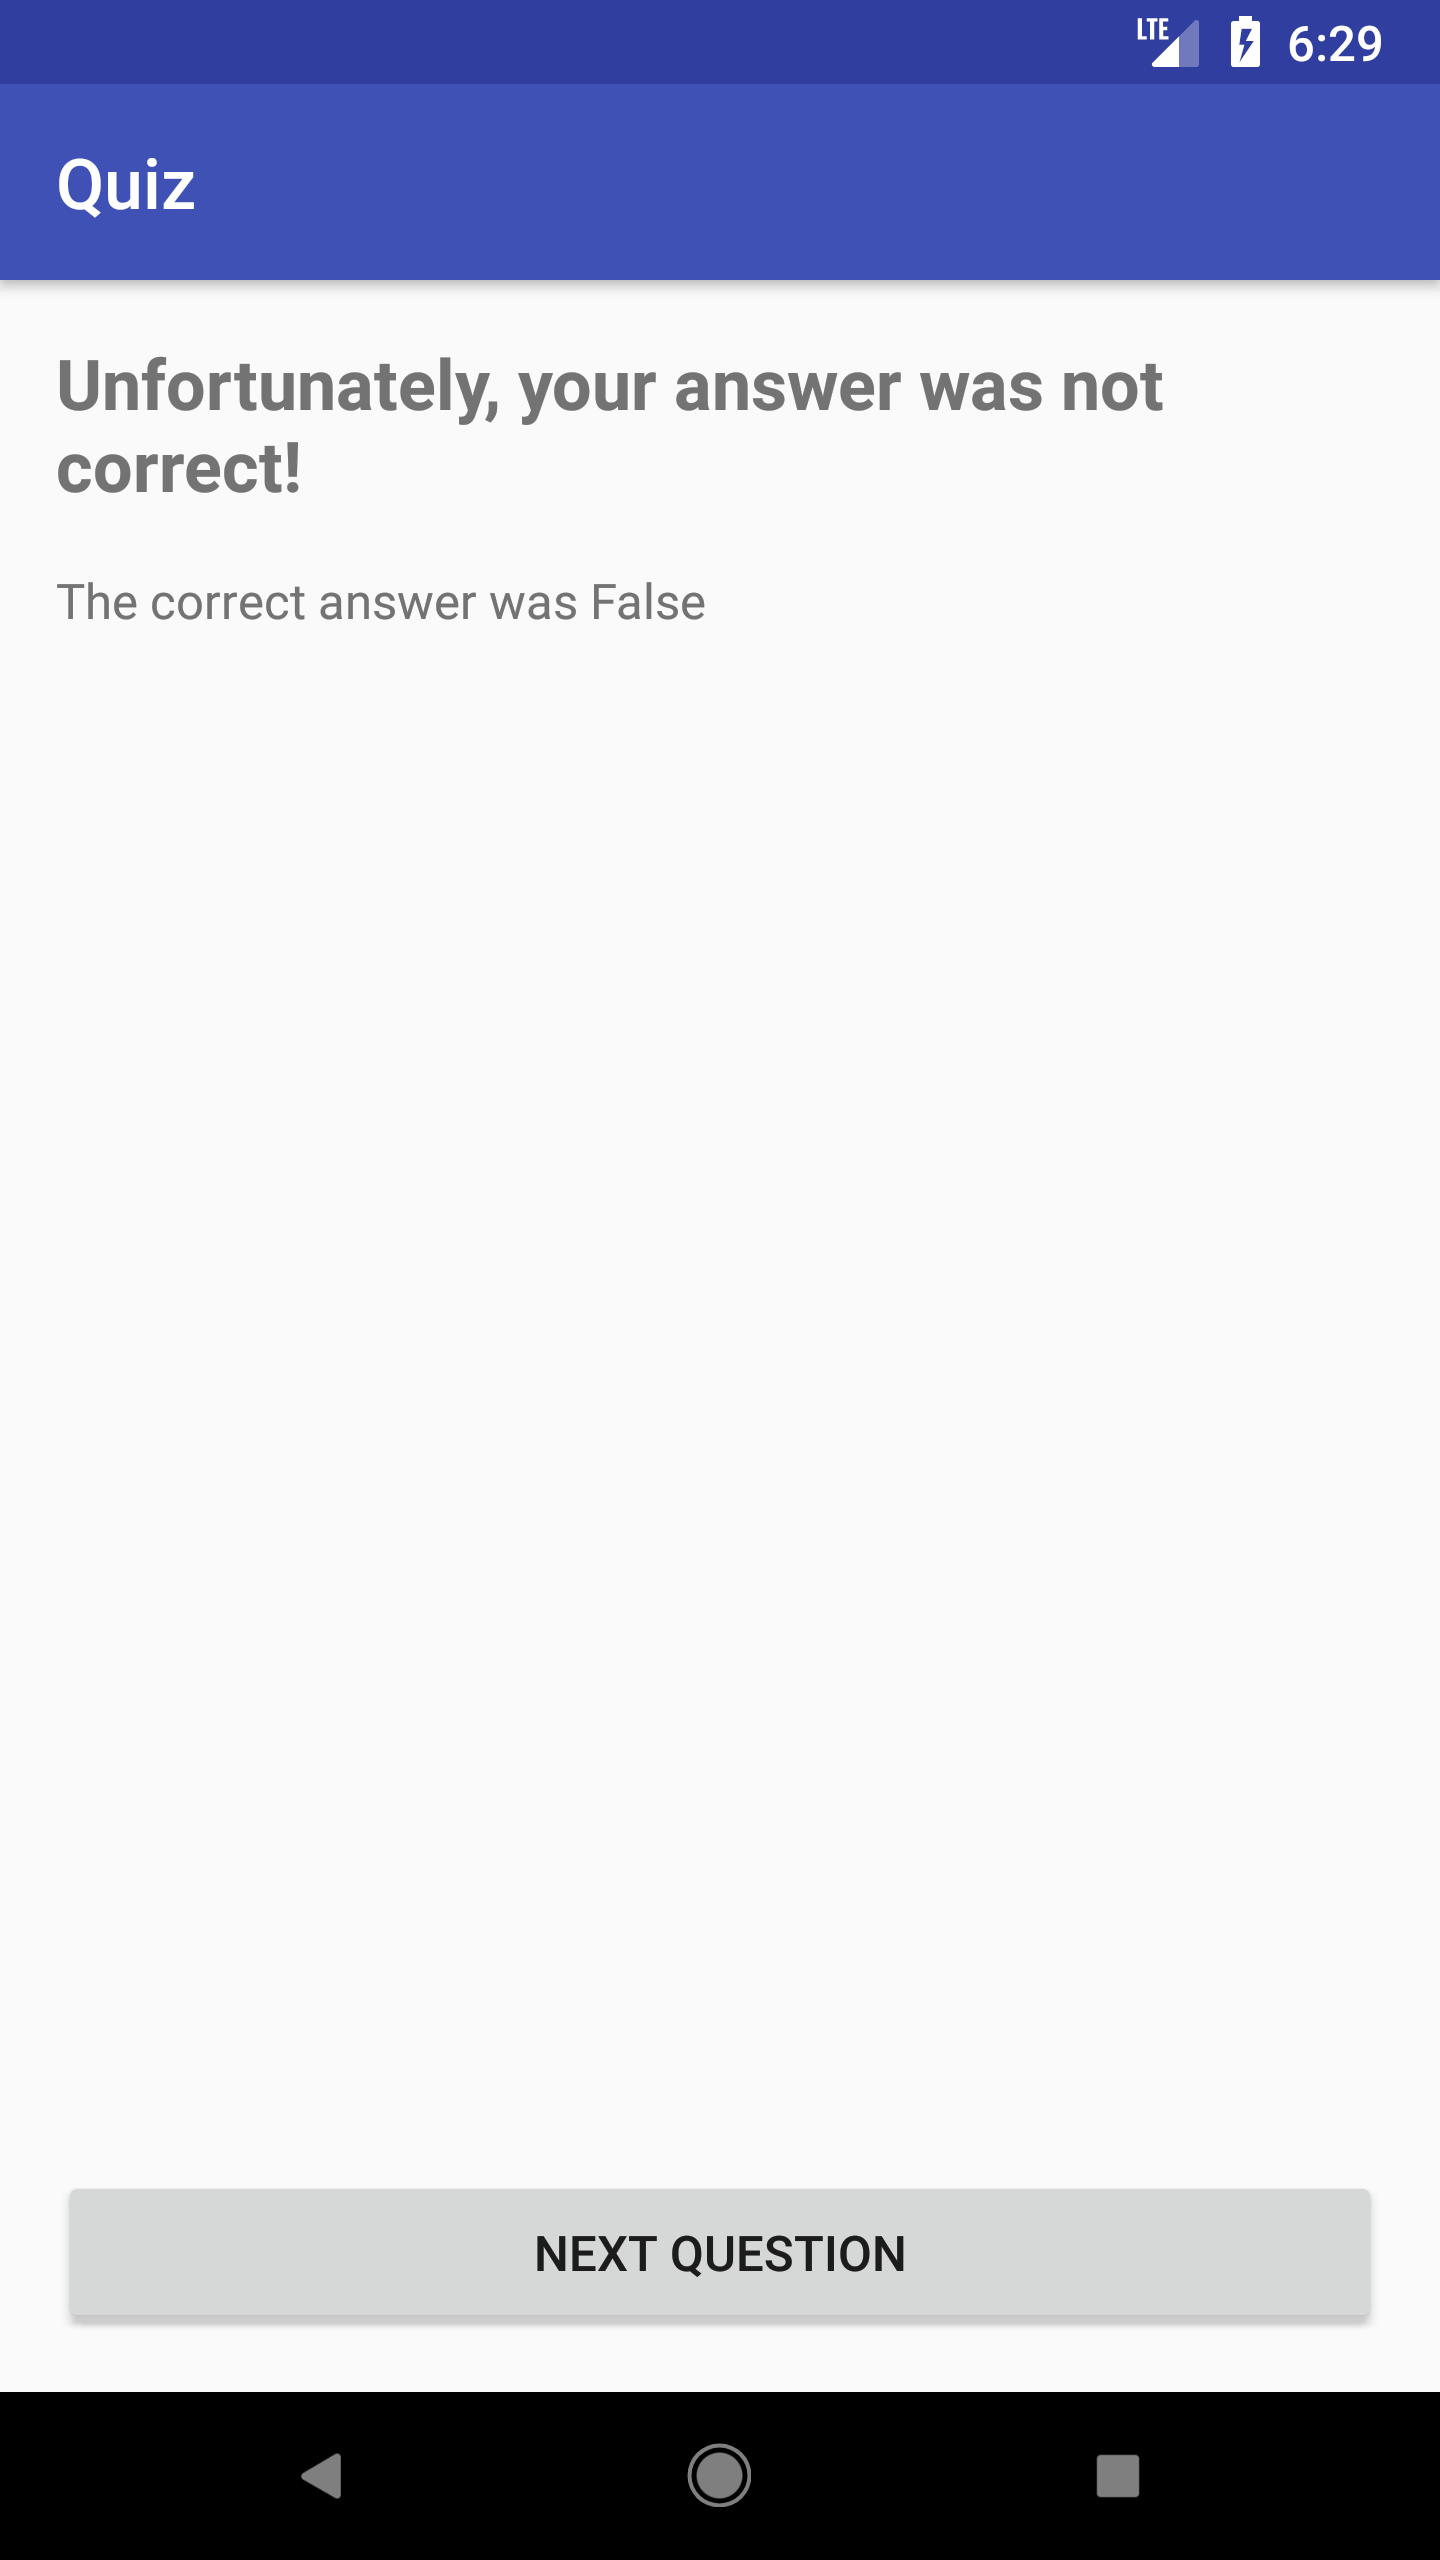 LTE 6:29
Quiz
Unfortunately, your answer was not
correct!
The correct answer was False
NEXT QUESTION